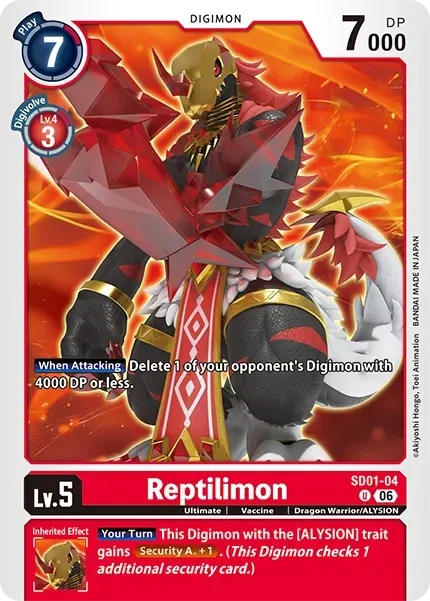 Play
7
DIGIMON
7000
DP
Digivolve
Lv.4
3
©Akiyoshi Hongo, Toei Animation BANDAI MADE IN JAPAN
When Attacking Delete 1 of your opponent's Digimon with
4000 DP or less.
Lv.5
Reptilimon
SD01-04
U 06
Ultimate | Vaccine | Dragon Warrior/ALYSION
Inherited Effect
Your Turn This Digimon with the [ALYSION] trait
gains Security A. +1. (This Digimon checks 1
additional security card.)